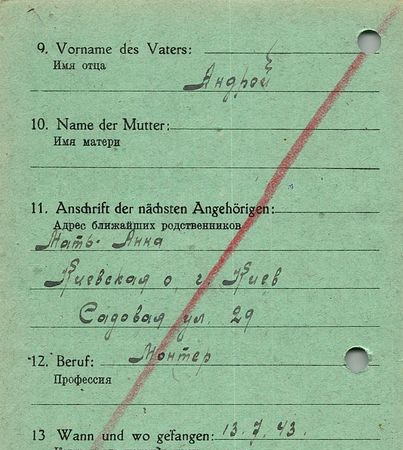 9. Vorname des Vaters:
Имя отца
Андрей
10. Name der Mutter:
Имя матери
11. Anschrift der nächsten Angehörigen:
Адрес ближайших родственников
Мать. Анна
Киевская о г. Киев
Садовая ул. 29
12. Beruf: Монтер
Профессия
13 Wann und wo gefangen: 13.7.43.